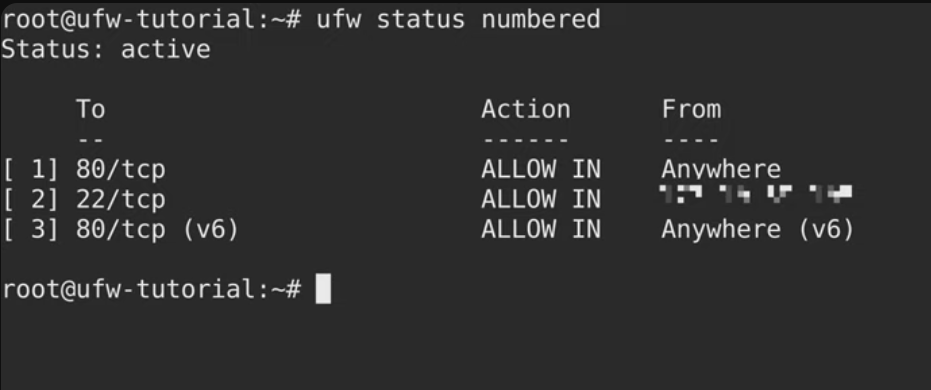 root@ufw-tutorial:~# ufw status numbered
Status: active
To Action From
-- ------ ----
[ 1] 80/tcp ALLOW IN Anywhere
[ 2] 22/tcp ALLOW IN
[ 3] 80/tcp (v6) ALLOW IN Anywhere (v6)
root@ufw-tutorial:~#